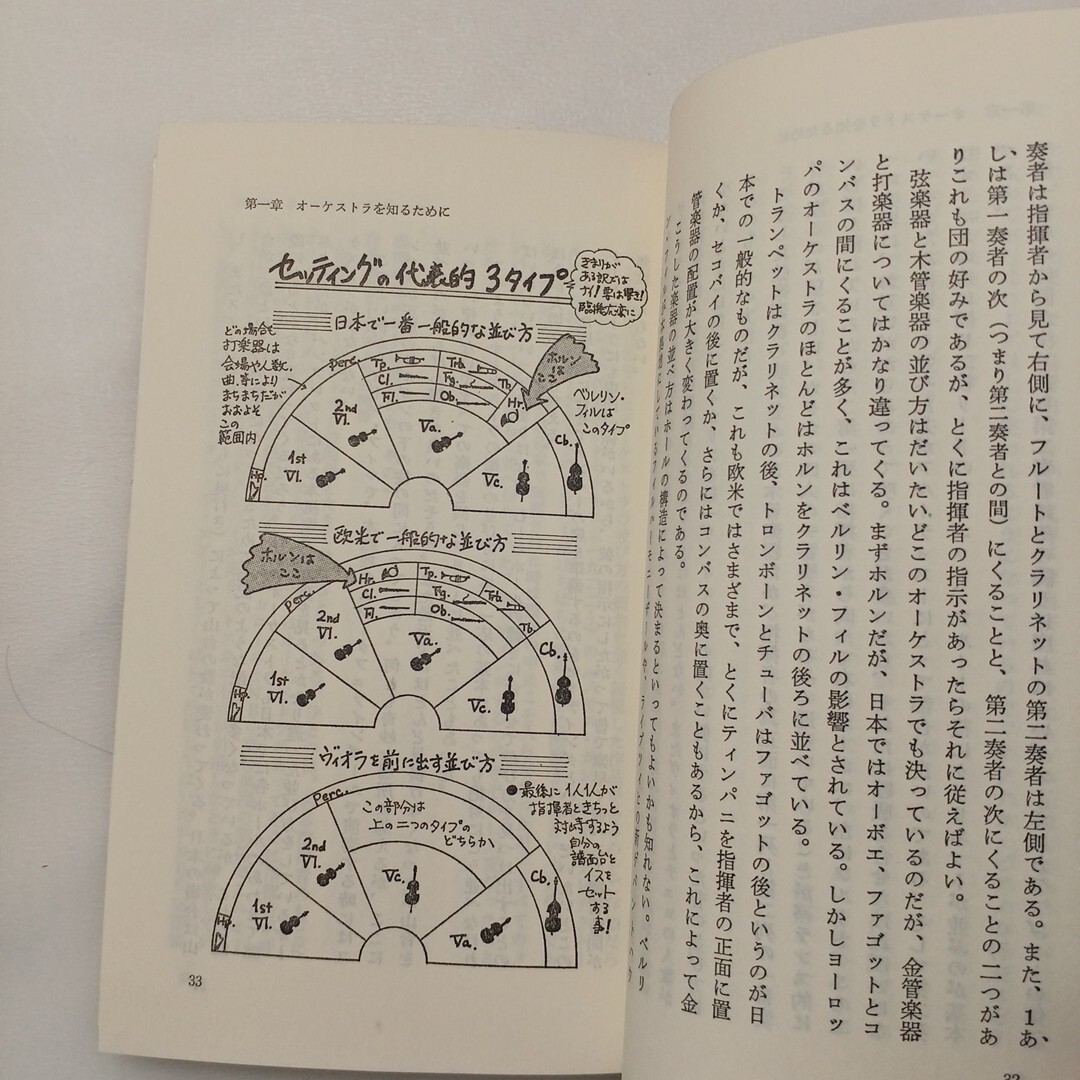 奏者は指揮者から見て右側に、フルートとクラリネットの第二奏者は左側である。また、1あ、
しは第一奏者の次（つまり第二奏者との間）にくることと、第二奏者の次にくることの二つがあ
りこれも団の好みであるが、とくに指揮者の指示があったらそれに従えばよい。
弦楽器と木管楽器の並び方はだいたいどこのオーケストラでも決っているのだが、金管楽器
と打楽器についてはかなり違ってくる。まずホルンだが、日本ではオーボエ、ファゴットとコ
ンバスの間にくることが多く、これはベルリン・フィルの影響とされている。しかしヨーロッ
パのオーケストラのほとんどはホルンをクラリネットの後ろに並べている。
トランペットはクラリネットの後、トロンボーンとチューバはファゴットの後というのが日
本での一般的なものだが、これも欧米ではさまざまで、とくにティンパニを指揮者の正面に置
くか、セコバイの後に置くか、さらにはコンバスの奥に置くこともあるから、これによって金
管楽器の配置が大きく変わってくるのである。
こうした楽器の並べ方はホールの構造によって決まるといってもよいかも知れない。ベルリ
32
第一章 オーケストラを知るために
セッティングの代表的3タイプ
きまりが
ある訳では
ナイ!要は響き!
臨機応変に
日本で一番一般的な並び方
どの場合も
打楽器は
会場や人数、
曲、等により
まちまちだが
おおよそ
この
範囲内
Perc.
Tp.
Trb.
Tb.
Cl.
Fg.
Hr.
Fl.
Ob.
ホルンは
ここ
ベルリン・
フィルは
このタイプ
2nd
Vl.
Va.
Cb.
1st
Vl.
Vc.
Hp.
欧米で一般的な並び方
ホルンは
ここ
Perc.
Hr.
Tp.
Cl.
Fg.
Trb.
Fl.
Ob.
Tb.
2nd
Vl.
Va.
Cb.
1st
Vl.
Vc.
Hp.
ヴィオラを前に出す並び方
Perc.
この部分は
上の二つのタイプの
どちらか
●最後に1人1人が
指揮者ときちっと
対峙するよう
自分の
譜面台と
イスを
セット
する
事!
2nd
Vl.
Vc.
Cb.
1st
Vl.
Va.
Hp.
33